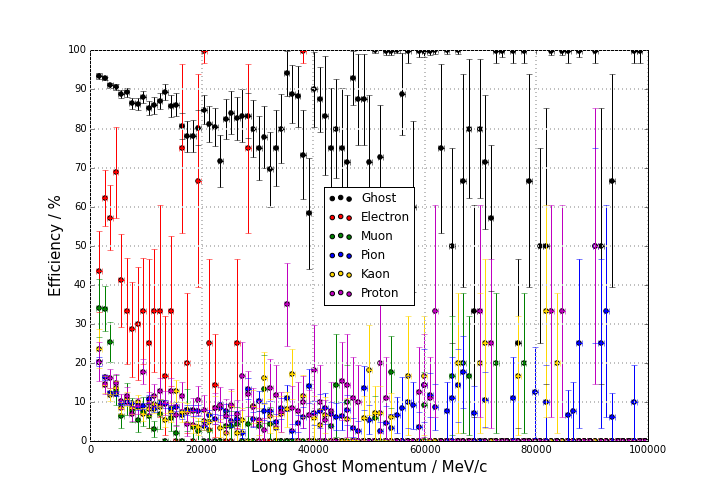 100
90
80
70
60
50
40
30
20
10
0
Efficiency / %
Ghost
Electron
Muon
Pion
Kaon
Proton
0
20000
40000
60000
80000
100000
Long Ghost Momentum / MeV/c